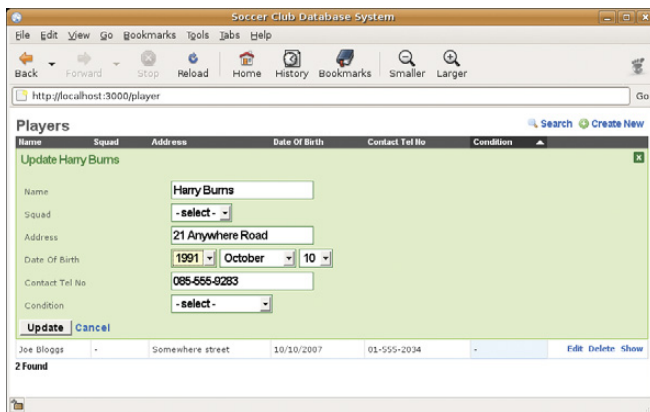 Soccer Club Database System
File Edit View Go Bookmarks Tools Tabs Help
Back Forward Stop Reload Home History Bookmarks Smaller Larger
http://localhost:3000/player Go
Players Search Create New
Name Squad Address Date Of Birth Contact Tel No Condition
Update Harry Burns
Name Harry Burns
Squad - select -
Address 21 Anywhere Road
Date Of Birth 1991 October 10
Contact Tel No 085-555-9283
Condition - select -
Update Cancel
Joe Bloggs - Somewhere street 10/10/2007 01-555-2034 - Edit Delete Show
2 Found